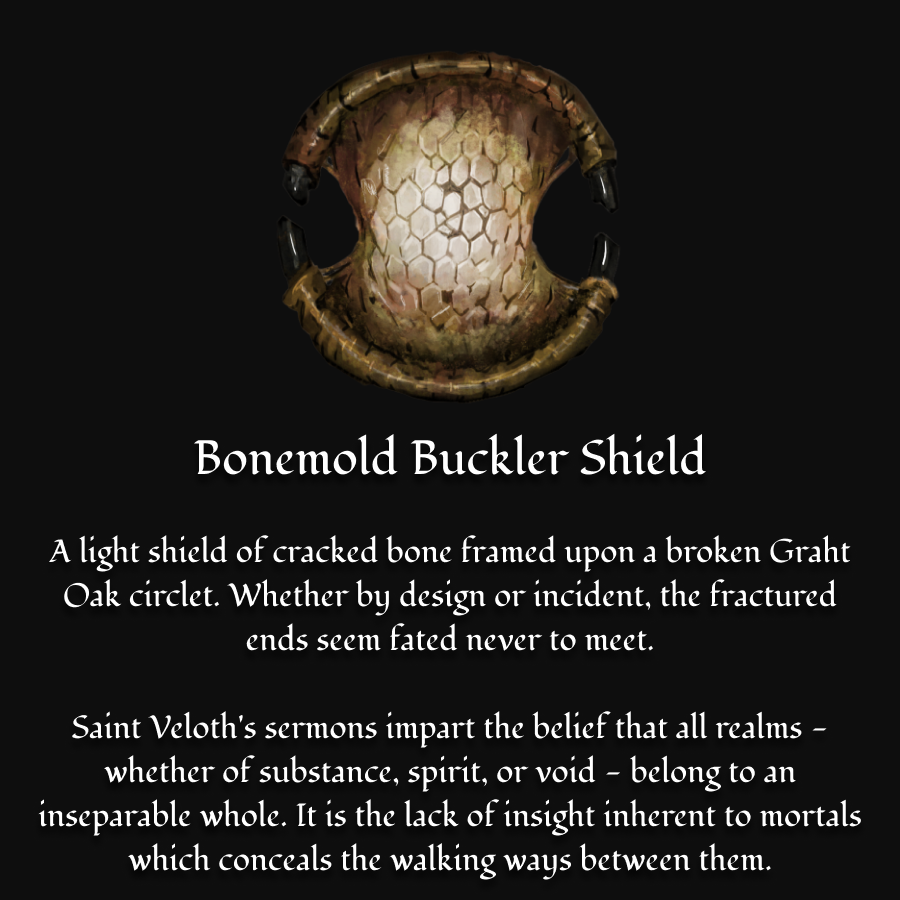 Bonemold Buckler Shield
A light shield of cracked bone framed upon a broken Graht
Oak circlet. Whether by design or incident, the fractured
ends seem fated never to meet.
Saint Veloth's sermons impart the belief that all realms –
whether of substance, spirit, or void – belong to an
inseparable whole. It is the lack of insight inherent to mortals
which conceals the walking ways between them.